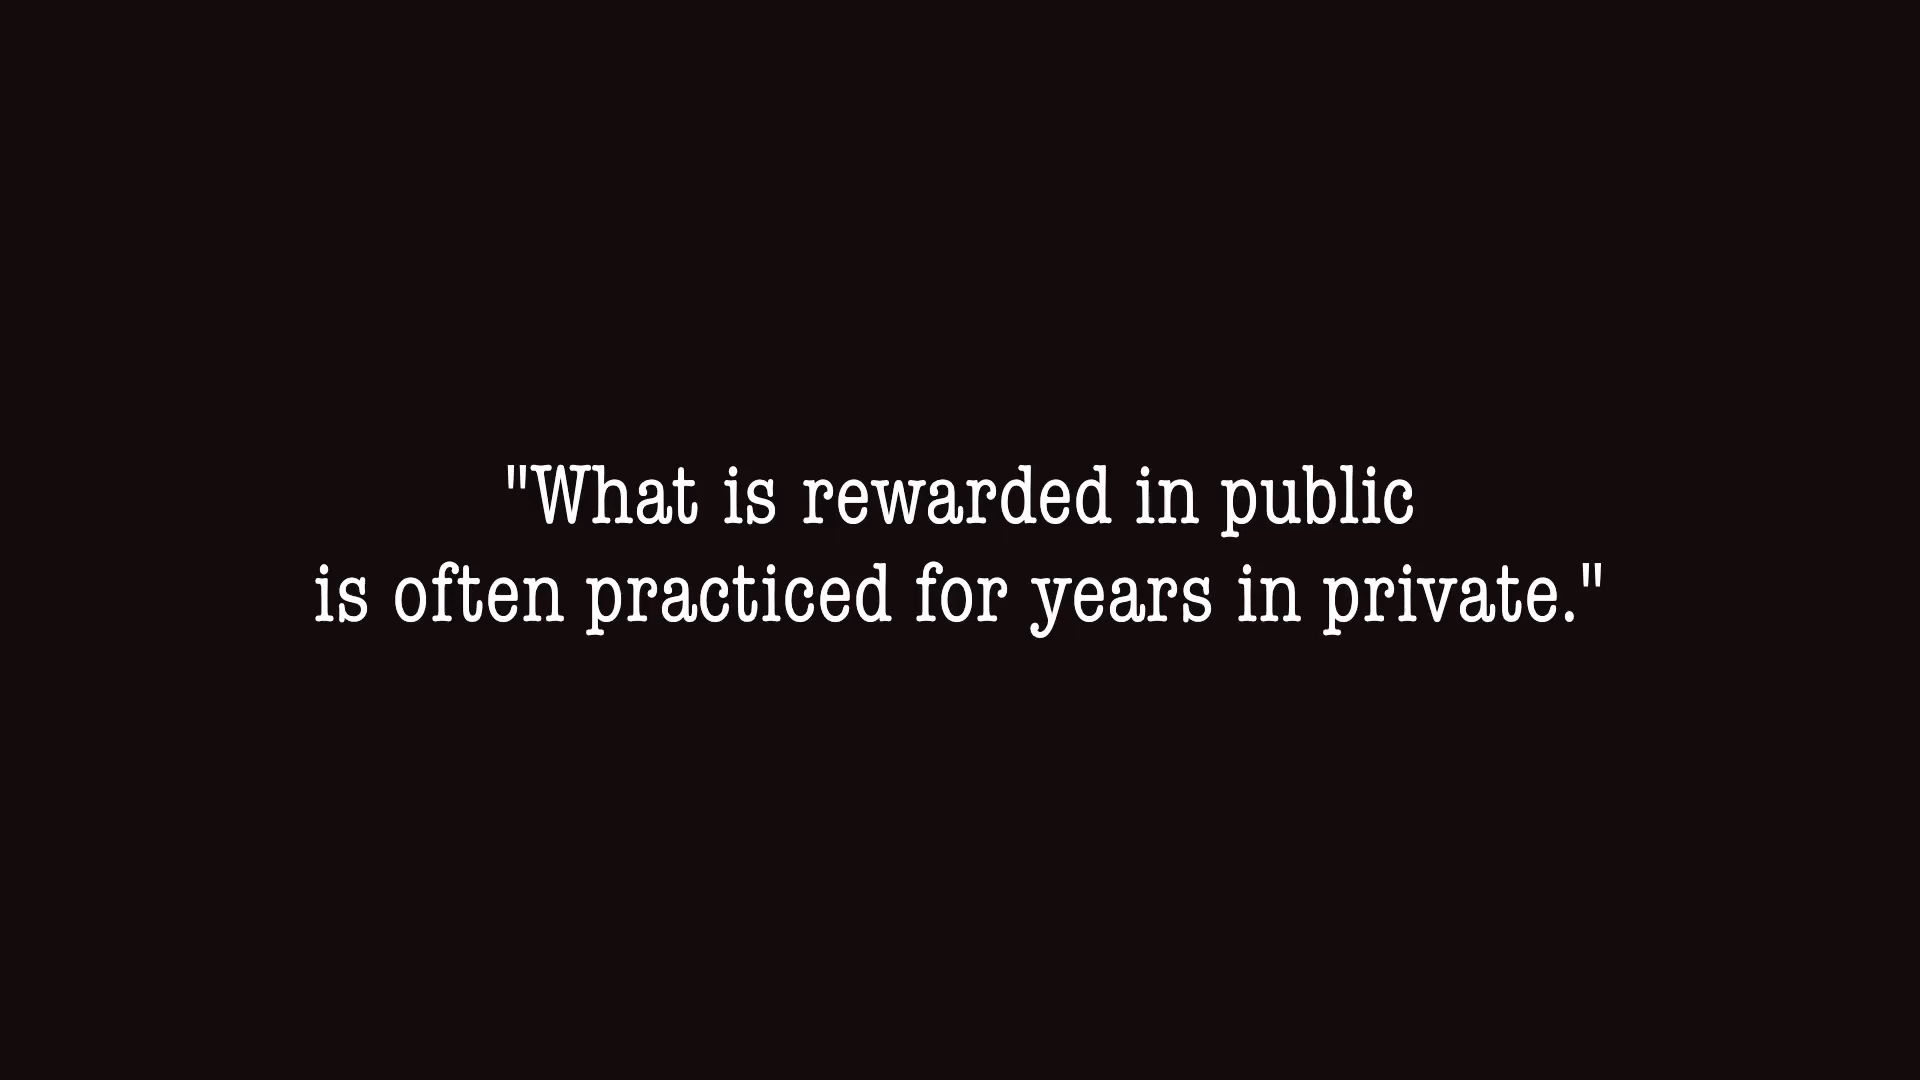 "What is rewarded in public
is often practiced for years in private."